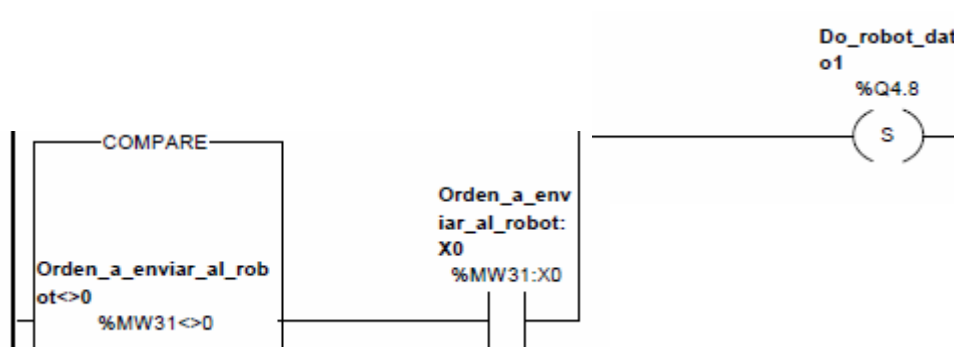 Do_robot_dat
o1
%Q4.8
S
COMPARE
Orden_a_env
iar_al_robot:
X0
%MW31:X0
Orden_a_enviar_al_rob
ot<>0
%MW31<>0